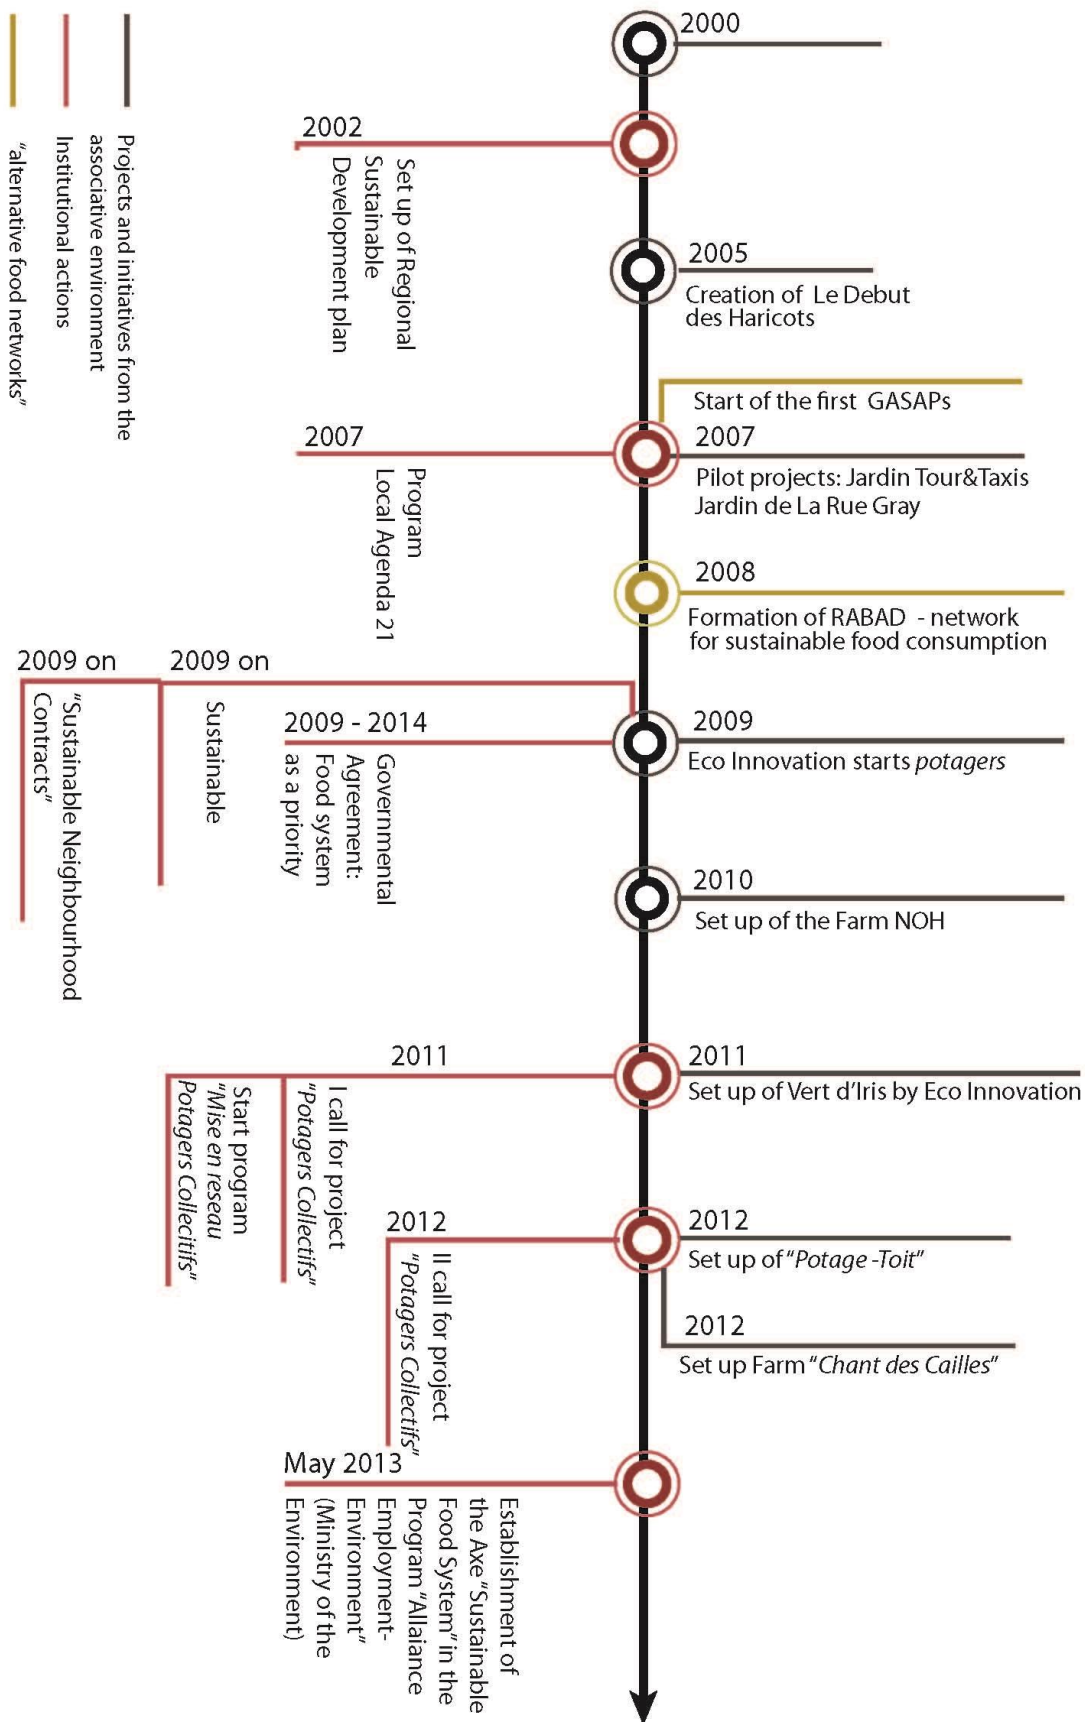 2000
2002
Set up of Regional
Sustainable
Development plan
2005
Creation of Le Debut
des Haricots
Start of the first GASAPs
2007
Program
Local Agenda 21
2007
Pilot projects: Jardin Tour&Taxis
Jardin de La Rue Gray
2008
Formation of RABAD - network
for sustainable food consumption
2009 on
"Sustainable Neighbourhood
Contracts"
2009 on
Sustainable
2009 - 2014
Governmental
Agreement:
Food system
as a priority
2009
Eco Innovation starts potagers
2010
Set up of the Farm NOH
2011
I call for project
"Potagers Collectifs"
Start program
"Mise en reseau
Potagers Collecitifs"
2011
Set up of Vert d'Iris by Eco Innovation
2012
II call for project
"Potagers Collectifs"
2012
Set up of "Potage -Toit"
2012
Set up Farm "Chant des Cailles"
May 2013
Establishment of
the Axe "Sustainable
Food System" in the
Program "Allaiance
Employment-
Environment"
(Ministry of the
Environment)
Projects and initiatives from the
associative environment
Institutional actions
"alternative food networks"